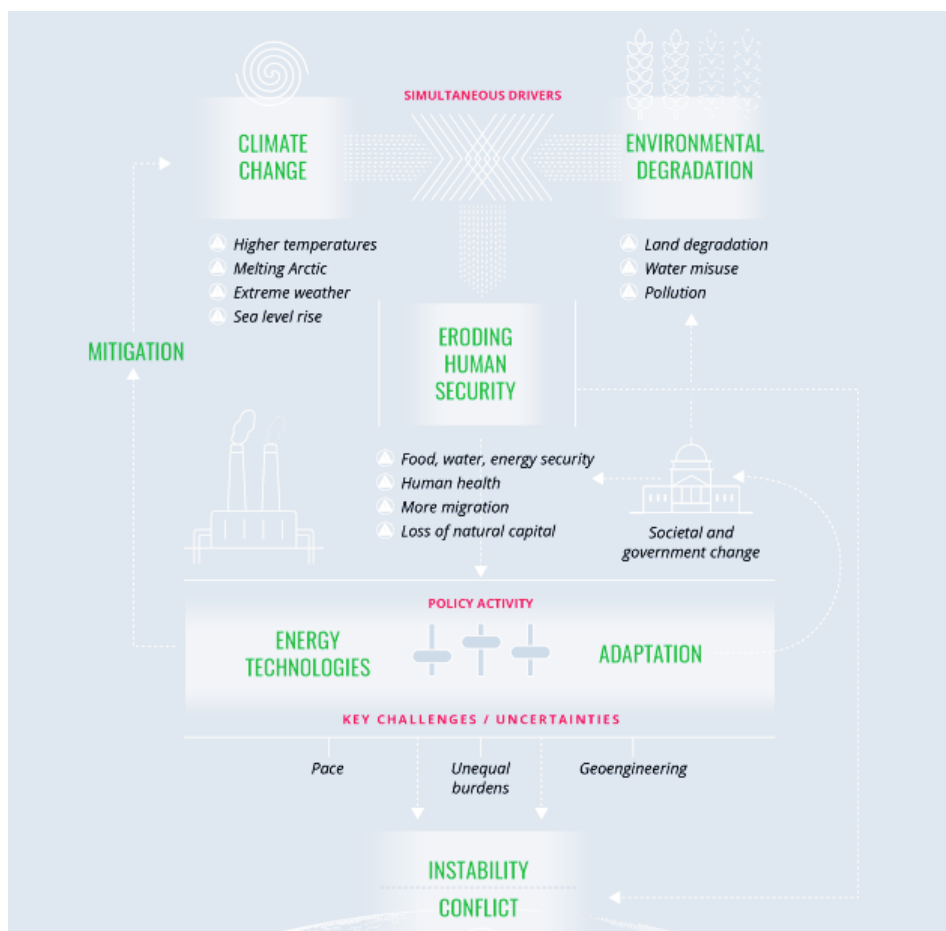 SIMULTANEOUS DRIVERS
CLIMATE
CHANGE
ENVIRONMENTAL
DEGRADATION
Higher temperatures
Melting Arctic
Extreme weather
Sea level rise
Land degradation
Water misuse
Pollution
MITIGATION
ERODING
HUMAN
SECURITY
Food, water, energy security
Human health
More migration
Loss of natural capital
Societal and
government change
POLICY ACTIVITY
ENERGY
TECHNOLOGIES
ADAPTATION
KEY CHALLENGES / UNCERTAINTIES
Pace
Unequal
burdens
Geoengineering
INSTABILITY
CONFLICT